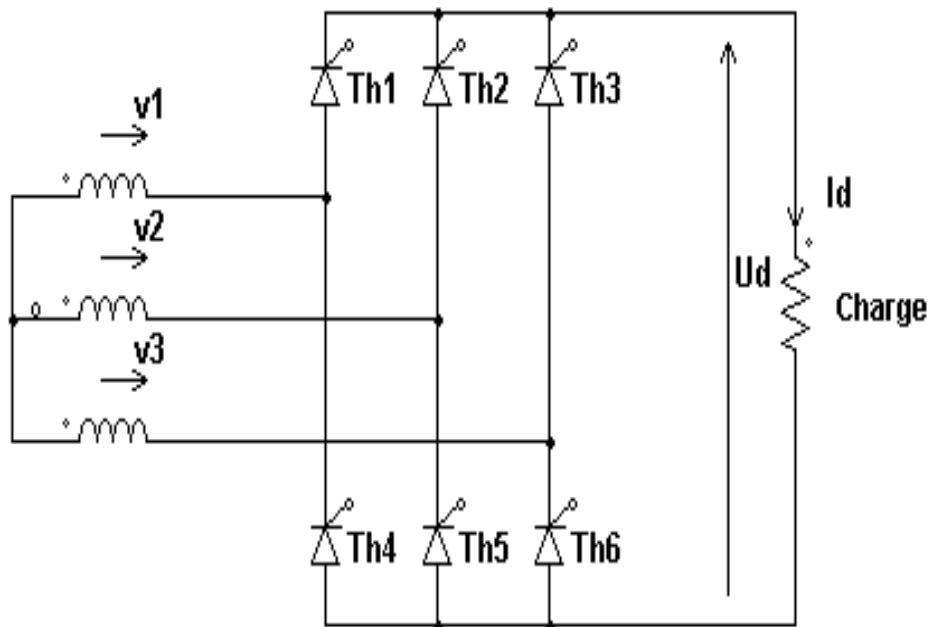 Th1
Th2
Th3
v1
Id
v2
Ud
o
Charge
v3
Th4
Th5
Th6